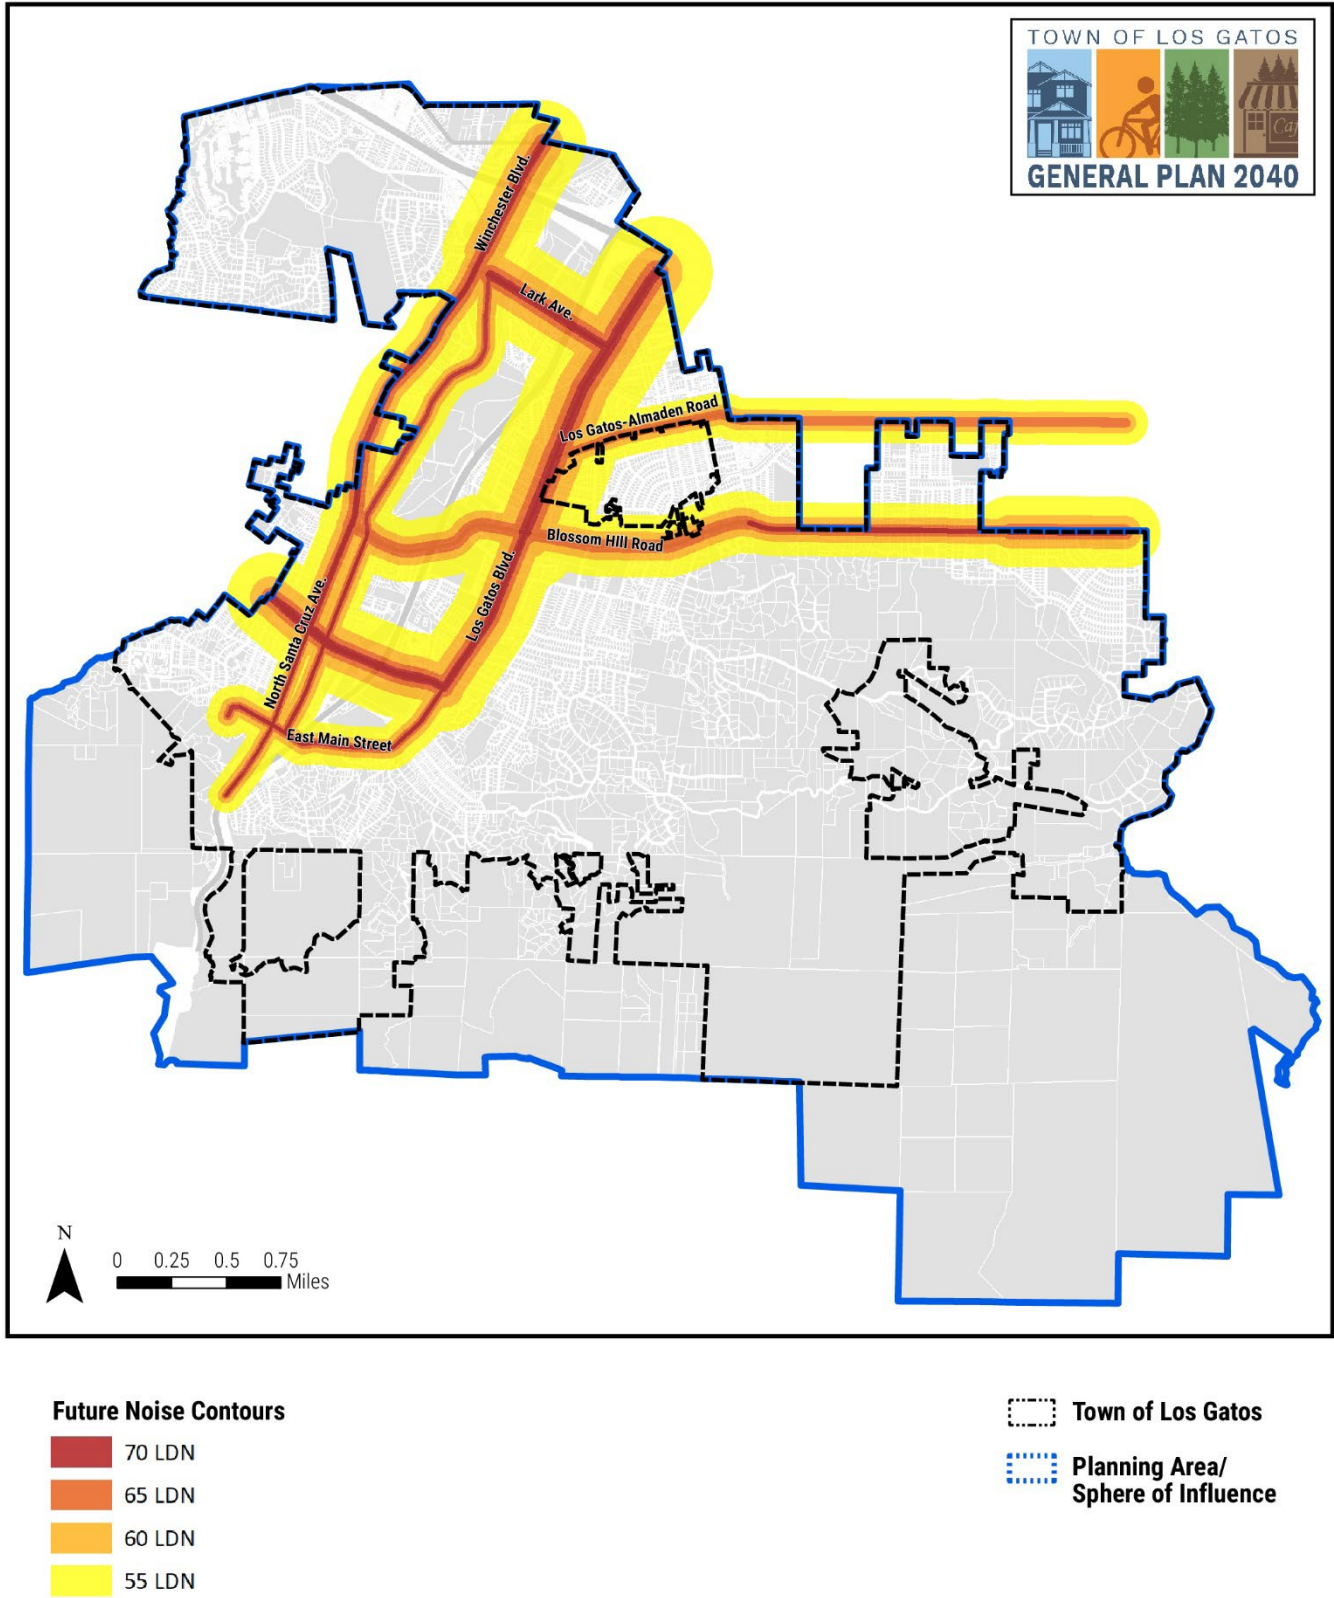 TOWN OF LOS GATOS
Caf
GENERAL PLAN 2040
Winchester Blvd.
Lark Ave.
Los Gatos-Almaden Road
Blossom HIll Road
Los Gatos Blvd.
North Santa Cruz Ave.
East Main Street
N
0 0.25 0.5 0.75
Miles
Future Noise Contours
70 LDN
65 LDN
60 LDN
55 LDN
Town of Los Gatos
Planning Area/
Sphere of Influence